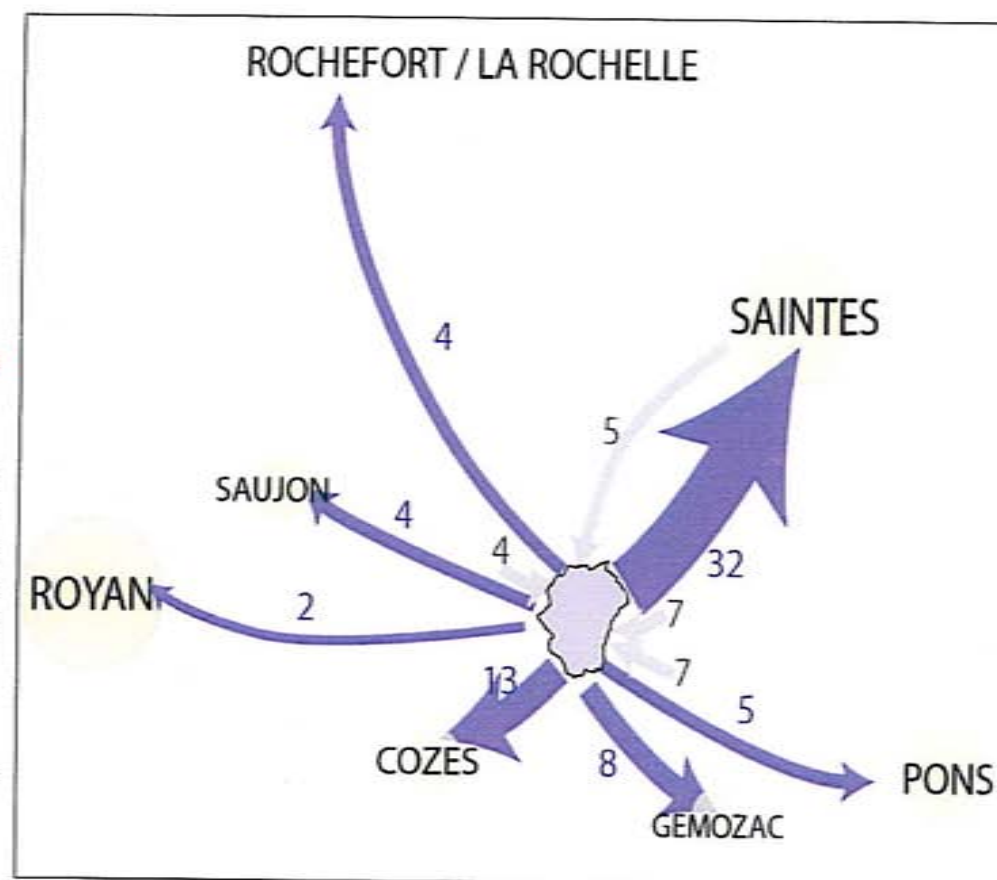 ROCHEFORT / LA ROCHELLE
4
SAINTES
5
SAUJON
4
4
32
ROYAN
2
7
7
13
5
COZES
8
PONS
GEMOZAC